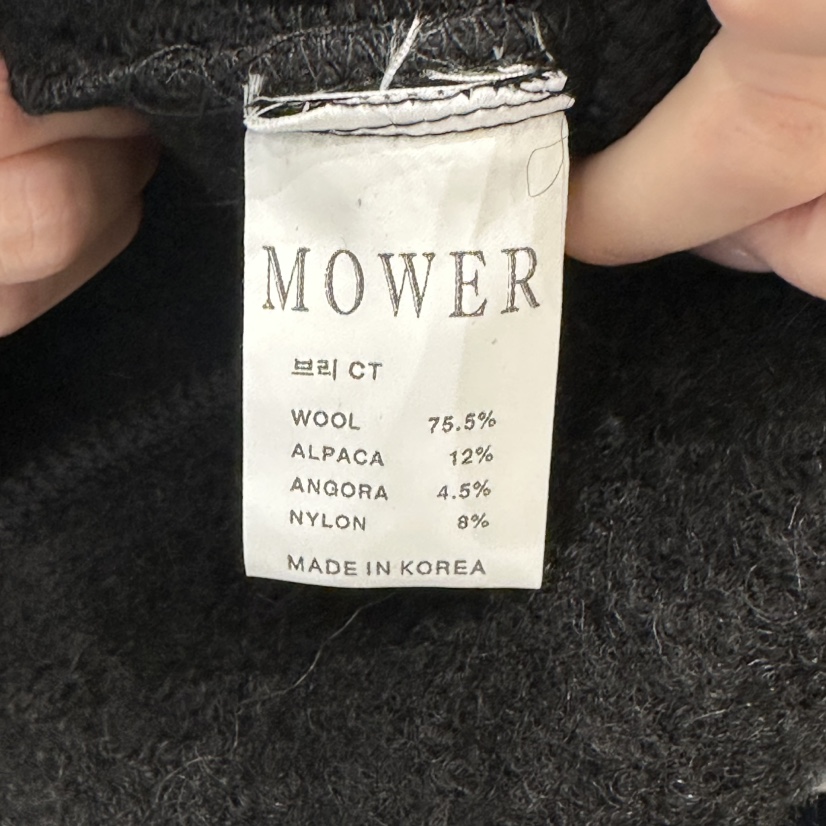 MOWER
브리 CT
WOOL 75.5%
ALPACA 12%
ANGORA 4.5%
NYLON 8%
MADE IN KOREA